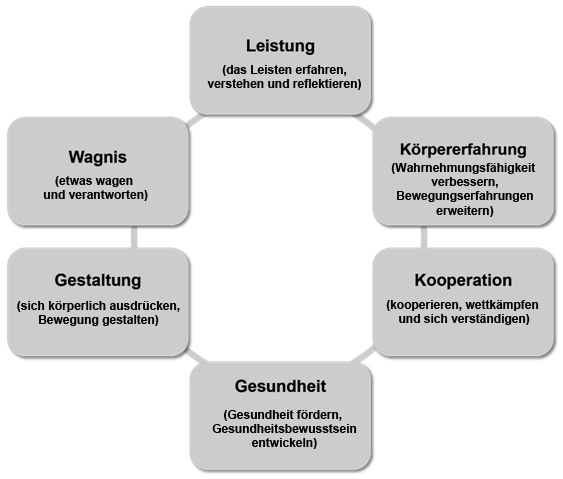 Leistung
(das Leisten erfahren,
verstehen und reflektieren)
Körpererfahrung
(Wahrnehmungsfähigkeit
verbessern,
Bewegungserfahrungen
erweitern)
Kooperation
(kooperieren, wettkämpfen
und sich verständigen)
Gesundheit
(Gesundheit fördern,
Gesundheitsbewusstsein
entwickeln)
Gestaltung
(sich körperlich ausdrücken,
Bewegung gestalten)
Wagnis
(etwas wagen
und verantworten)